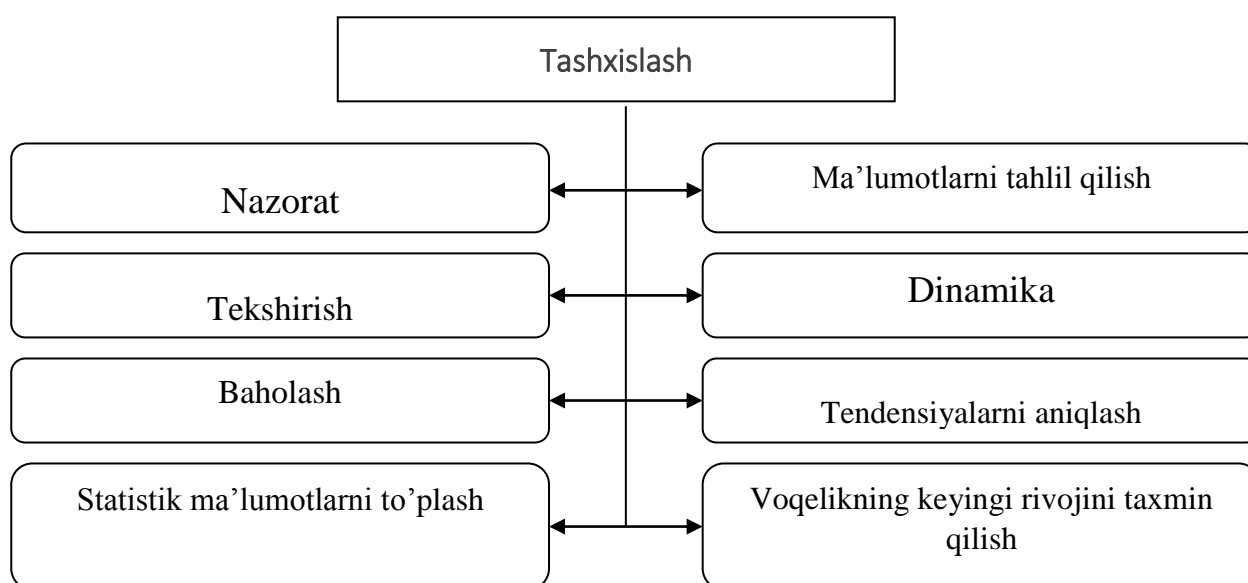 Tashxislash
Nazorat
Ma’lumotlarni tahlil qilish
Tekshirish
Dinamika
Baholash
Tendensiyalarni aniqlash
Statistik ma’lumotlarni to’plash
Voqelikning keyingi rivojini taxmin
qilish